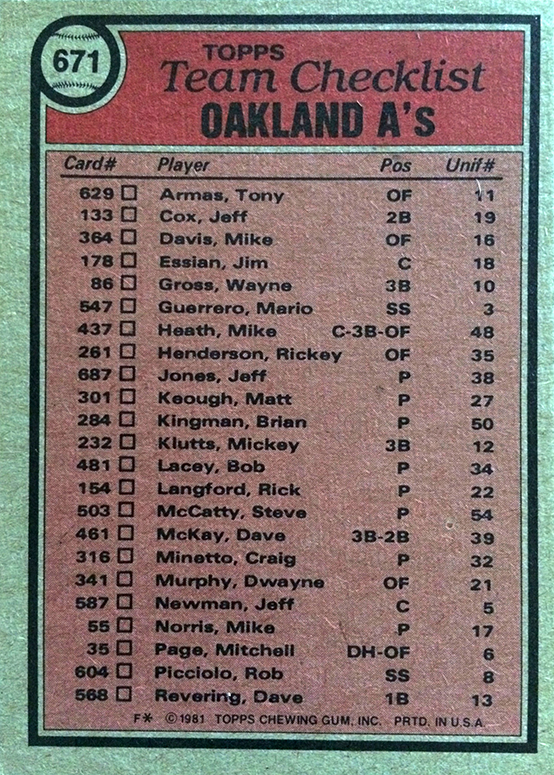 671
TOPPS
Team Checklist
OAKLAND A's
Card# Player Pos Unif#
629 □ Armas, Tony OF 11
133 □ Cox, Jeff 2B 19
364 □ Davis, Mike OF 16
178 □ Essian, Jim C 18
86 □ Gross, Wayne 3B 10
547 □ Guerrero, Mario SS 3
437 □ Heath, Mike C-3B-OF 48
261 □ Henderson, Rickey OF 35
687 □ Jones, Jeff P 38
301 □ Keough, Matt P 27
284 □ Kingman, Brian P 50
232 □ Klutts, Mickey 3B 12
481 □ Lacey, Bob P 34
154 □ Langford, Rick P 22
503 □ McCatty, Steve P 54
461 □ McKay, Dave 3B-2B 39
316 □ Minetto, Craig P 32
341 □ Murphy, Dwayne OF 21
587 □ Newman, Jeff C 5
55 □ Norris, Mike P 17
35 □ Page, Mitchell DH-OF 6
604 □ Picciolo, Rob SS 8
568 □ Revering, Dave 1B 13
F* ©1981 TOPPS CHEWING GUM, INC. PRTD. IN U.S.A.